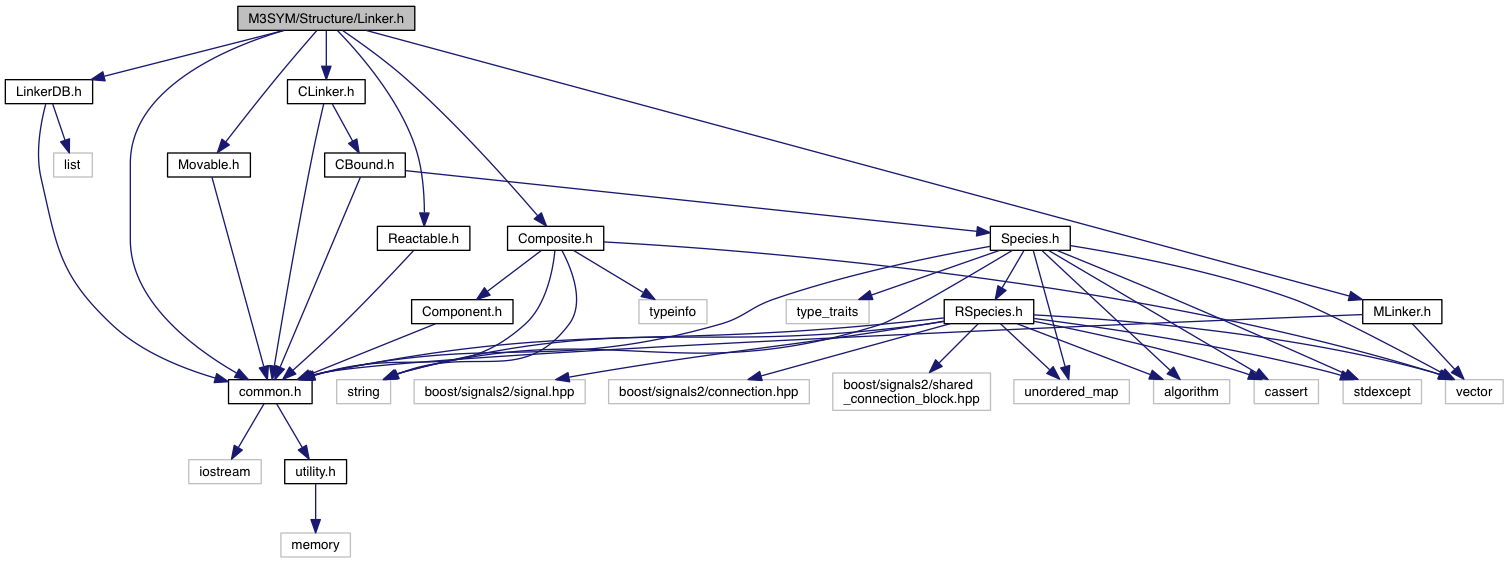 M3SYM/Structure/Linker.h
LinkerDB.h
CLinker.h
list
Movable.h
CBound.h
Reactable.h
Composite.h
Species.h
Component.h
typeinfo
type_traits
RSpecies.h
MLinker.h
common.h
string
boost/signals2/signal.hpp
boost/signals2/connection.hpp
boost/signals2/shared
_connection_block.hpp
unordered_map
algorithm
cassert
stdexcept
vector
iostream
utility.h
memory